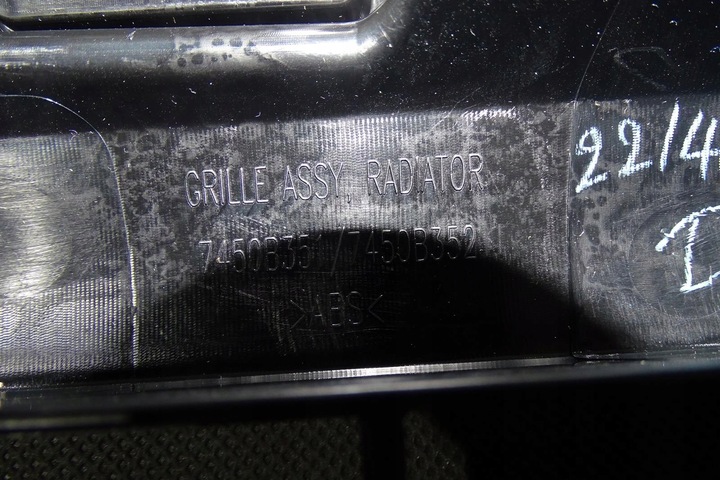 GRILLE ASSY, RADIATOR
7450B351/7450B352
>ABS<
2214
I